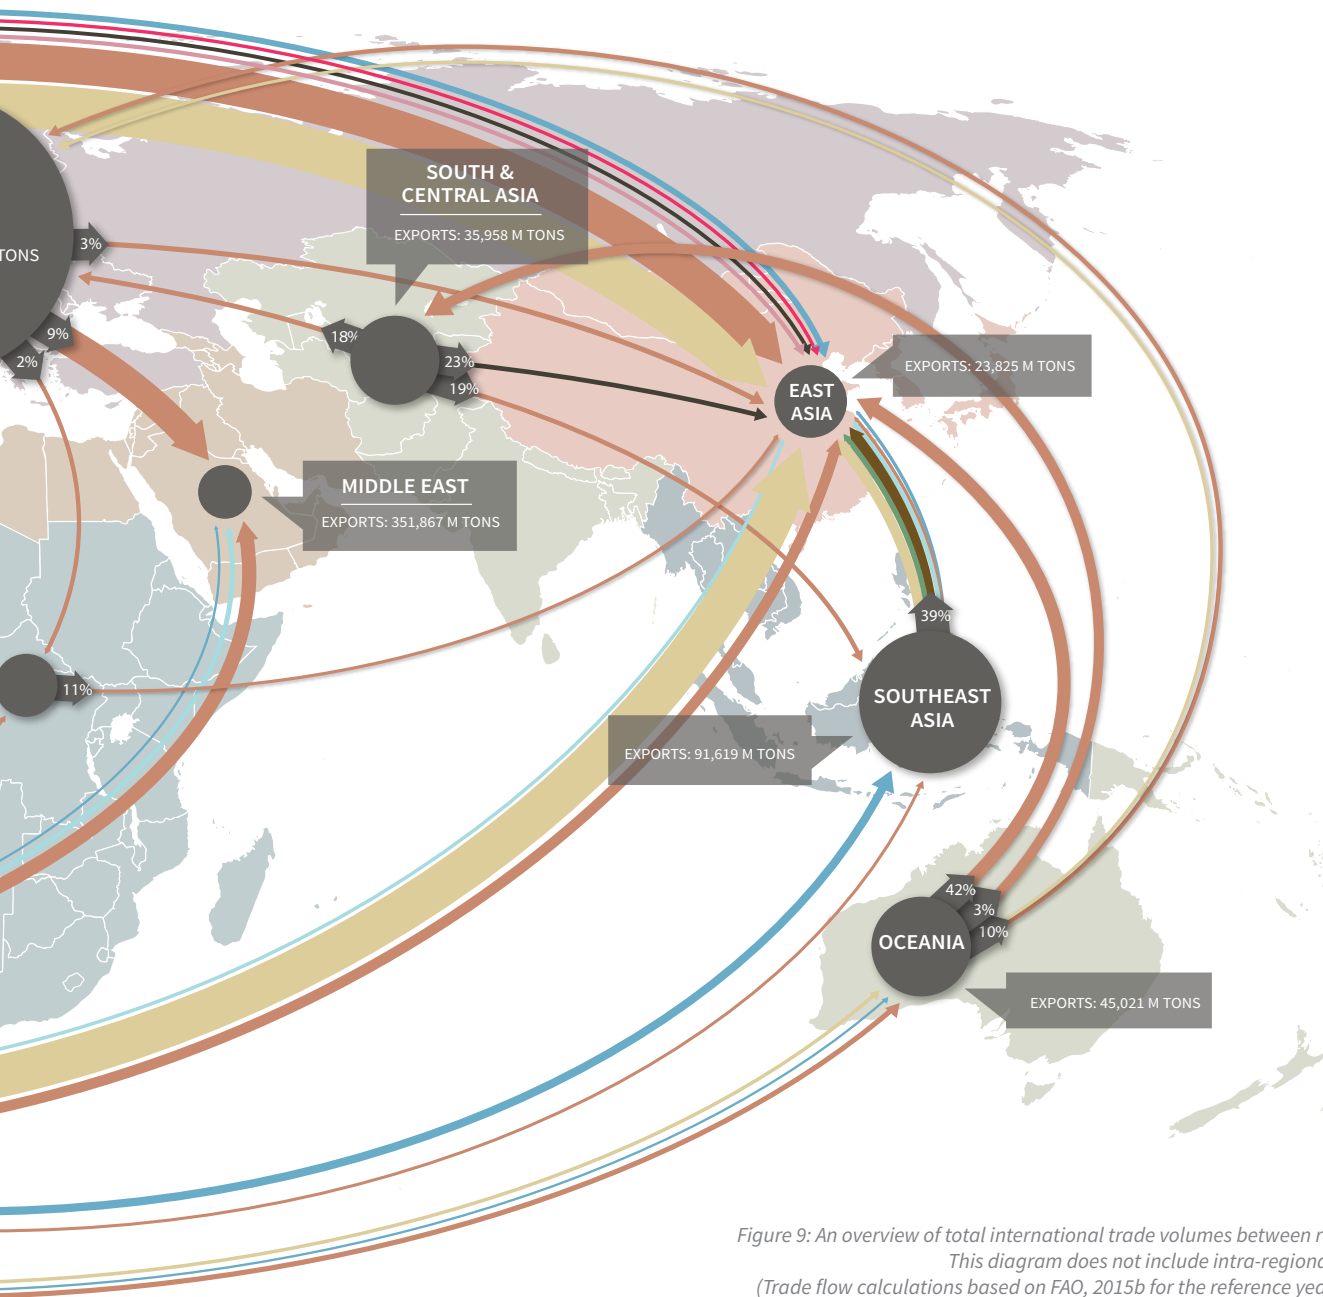 SOUTH &
CENTRAL ASIA
EXPORTS: 35,958 M TONS
TONS
3%
9%
2%
18%
23%
19%
EAST
ASIA
EXPORTS: 23,825 M TONS
MIDDLE EAST
EXPORTS: 351,867 M TONS
39%
11%
SOUTHEAST
ASIA
EXPORTS: 91,619 M TONS
42%
3%
10%
OCEANIA
EXPORTS: 45,021 M TONS
Figure 9: An overview of total international trade volumes between r
This diagram does not include intra-regiona
(Trade flow calculations based on FAO, 2015b for the reference yea